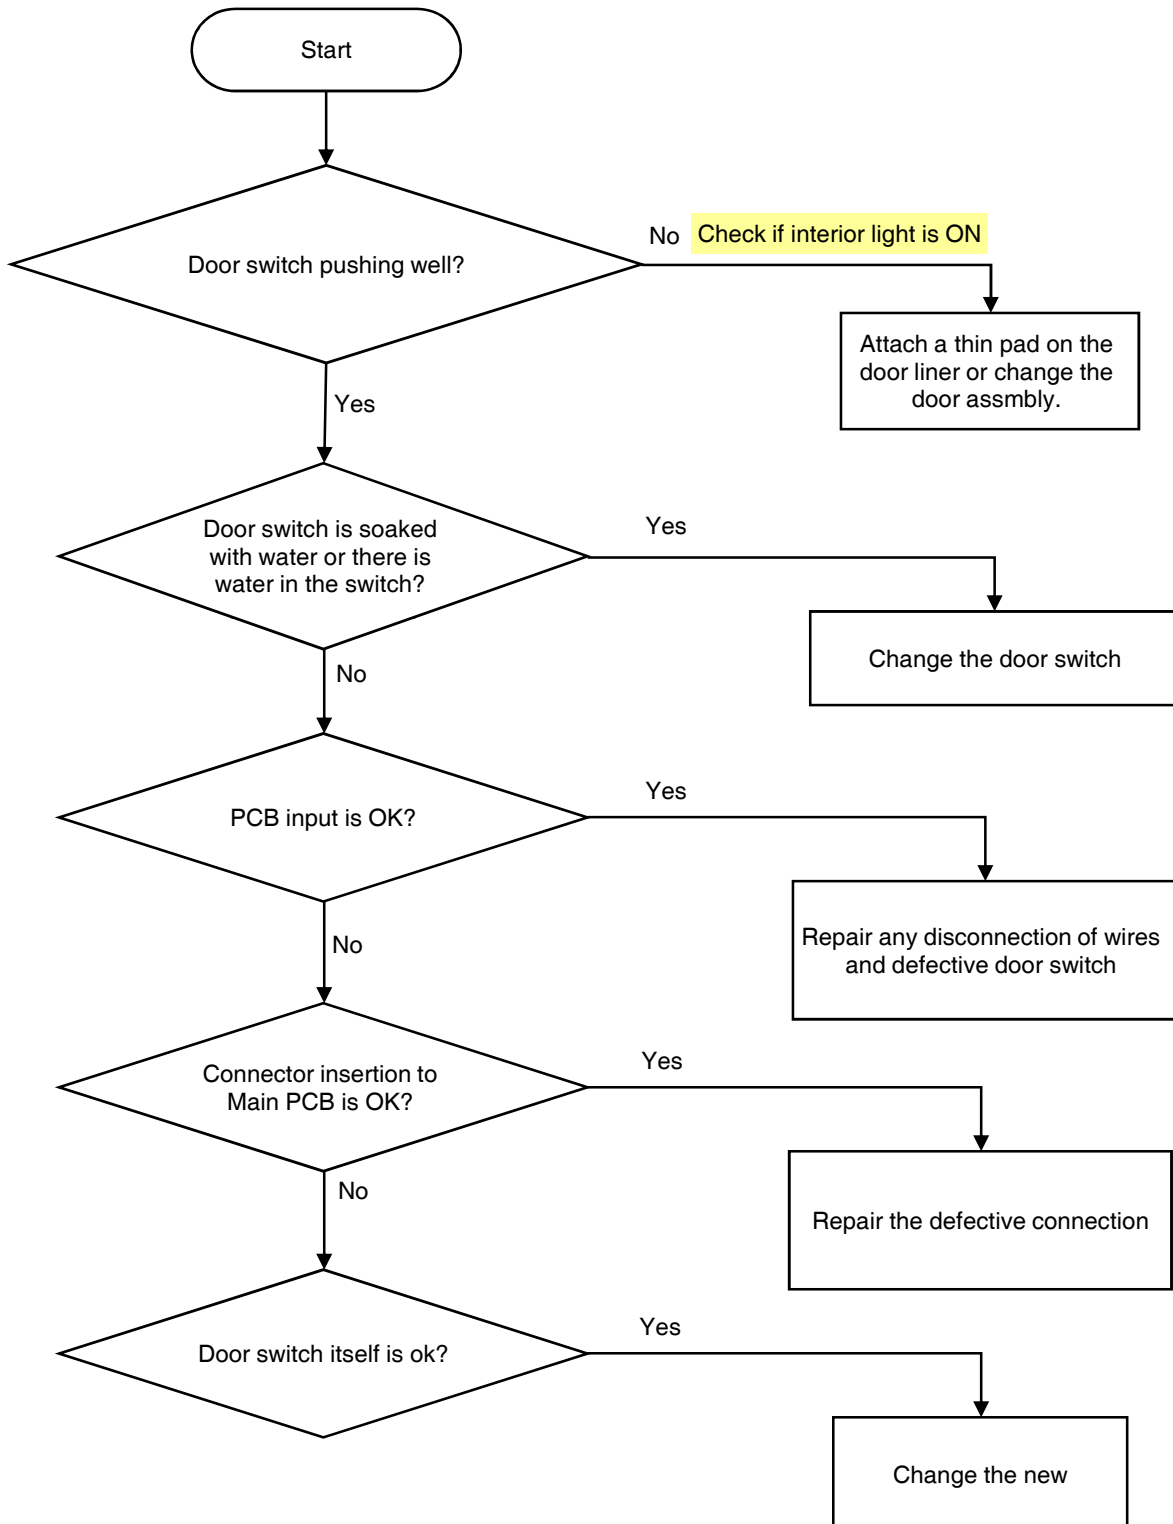 Start
Door switch pushing well?
No
Check if interior light is ON
Attach a thin pad on the
door liner or change the
door assmbly.
Yes
Door switch is soaked
with water or there is
water in the switch?
Yes
Change the door switch
No
PCB input is OK?
Yes
Repair any disconnection of wires
and defective door switch
No
Connector insertion to
Main PCB is OK?
Yes
Repair the defective connection
No
Door switch itself is ok?
Yes
Change the new